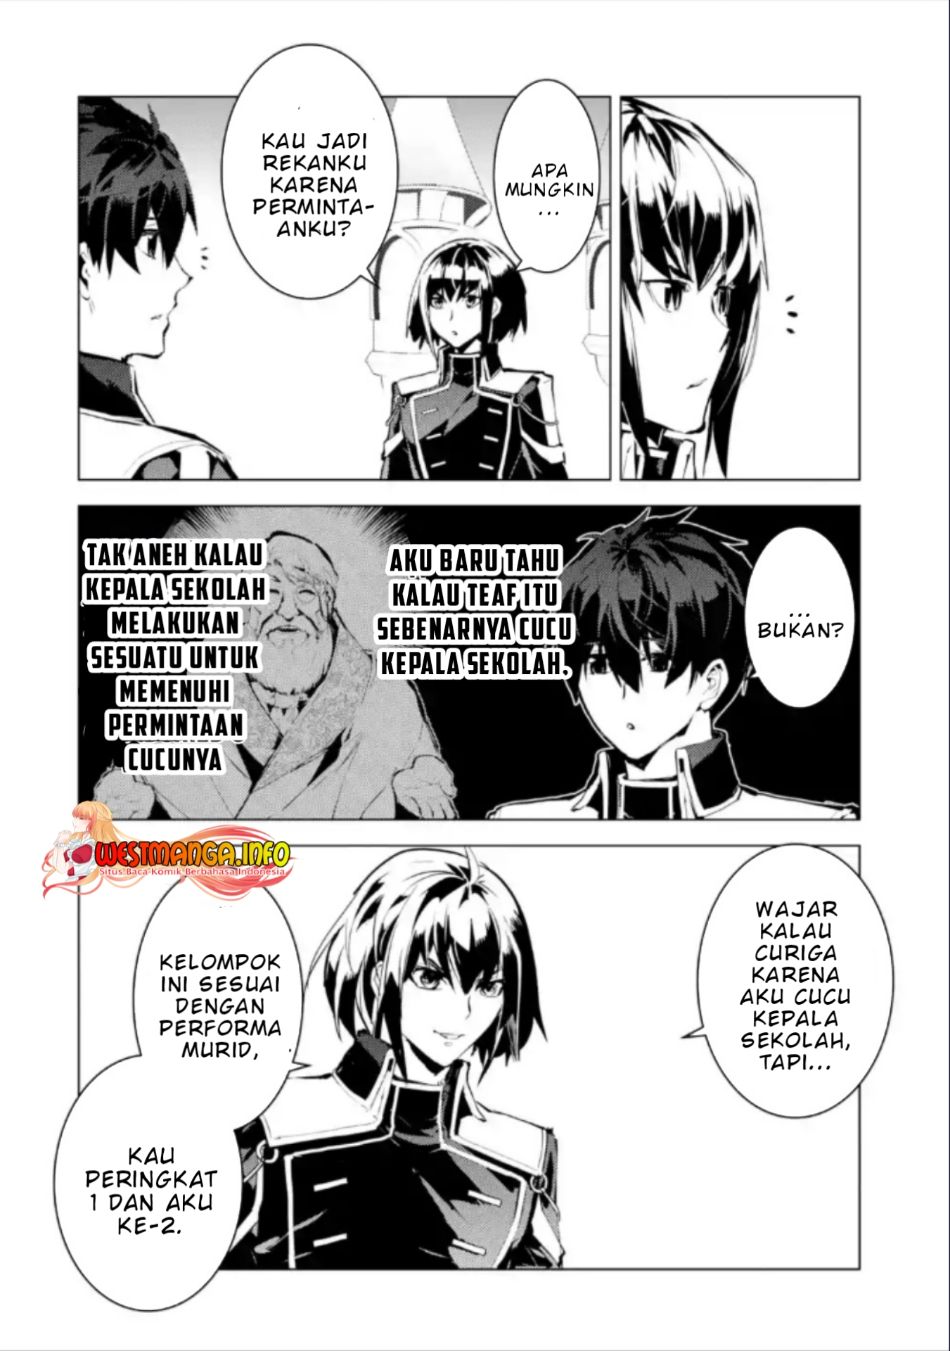 APA
MUNGKIN
...
KAU JADI
REKANKU
KARENA
PERMINTA-
ANKU?
...
BUKAN?
AKU BARU TAHU
KALAU TEAF ITU
SEBENARNYA CUCU
KEPALA SEKOLAH.
TAK ANEH KALAU
KEPALA SEKOLAH
MELAKUKAN
SESUATU UNTUK
MEMENUHI
PERMINTAAN
CUCUNYA
WESTMANGA.INFO
Situs Baca Komik Berbahasa Indonesia
WAJAR
KALAU
CURIGA
KARENA
AKU CUCU
KEPALA
SEKOLAH,
TAPI...
KELOMPOK
INI SESUAI
DENGAN
PERFORMA
MURID,
KAU
PERINGKAT
1 DAN AKU
KE-2.